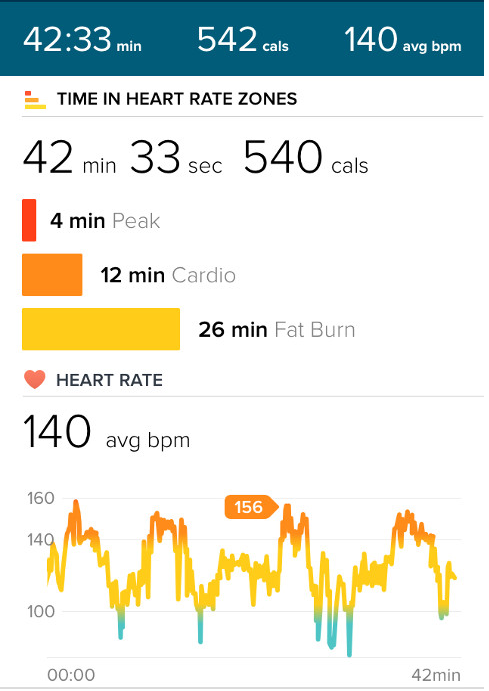 42:33 min 542 cals 140 avg bpm
TIME IN HEART RATE ZONES
42 min 33 sec 540 cals
4 min Peak
12 min Cardio
26 min Fat Burn
HEART RATE
140 avg bpm
160
156
140
100
00:00 42min